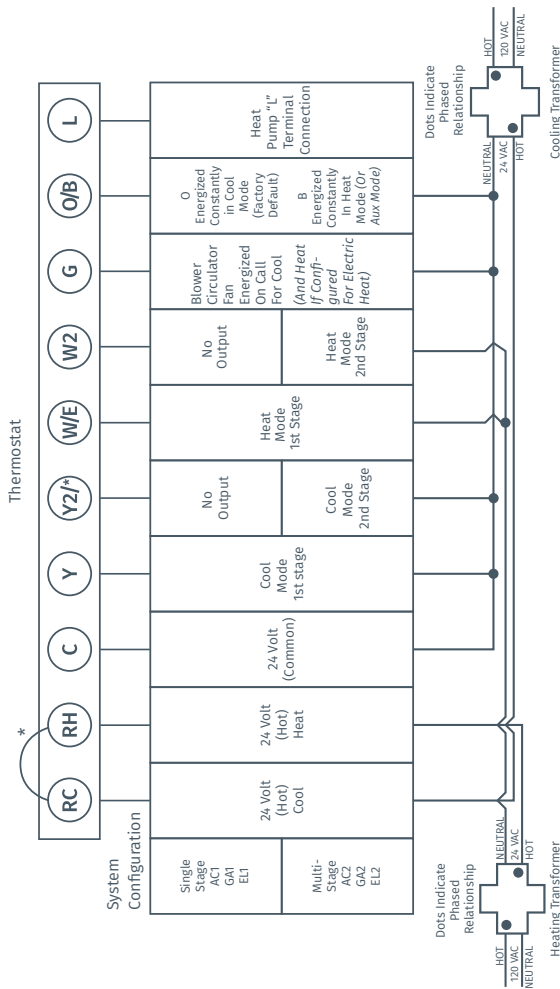 Thermostat
*
RC
RH
C
Y
Y2/*
W/E
W2
G
O/B
L
System
Configuration
Single
Stage
AC1
GA1
EL1
Multi-
Stage
AC2
GA2
EL2
24 Volt
(Hot)
Cool
24 Volt
(Hot)
Heat
24 Volt
(Common)
Cool
Mode
1st stage
No
Output
Cool
Mode
2nd Stage
Heat
Mode
1st Stage
No
Output
Heat
Mode
2nd Stage
Blower
Circulator
Fan
Energized
On Call
For Cool
(And Heat
If Confi-
gured
For Electric
Heat)
O
Energized
Constantly
in Cool
Mode
(Factory
Default)
B
Energized
Constantly
In Heat
Mode (Or
Aux Mode)
Heat
Pump “L”
Terminal
Connection
Dots Indicate
Phased
Relationship
HOT
120 VAC
NEUTRAL
NEUTRAL
24 VAC
HOT
Heating Transformer
Dots Indicate
Phased
Relationship
NEUTRAL
24 VAC
HOT
HOT
120 VAC
NEUTRAL
Cooling Transformer